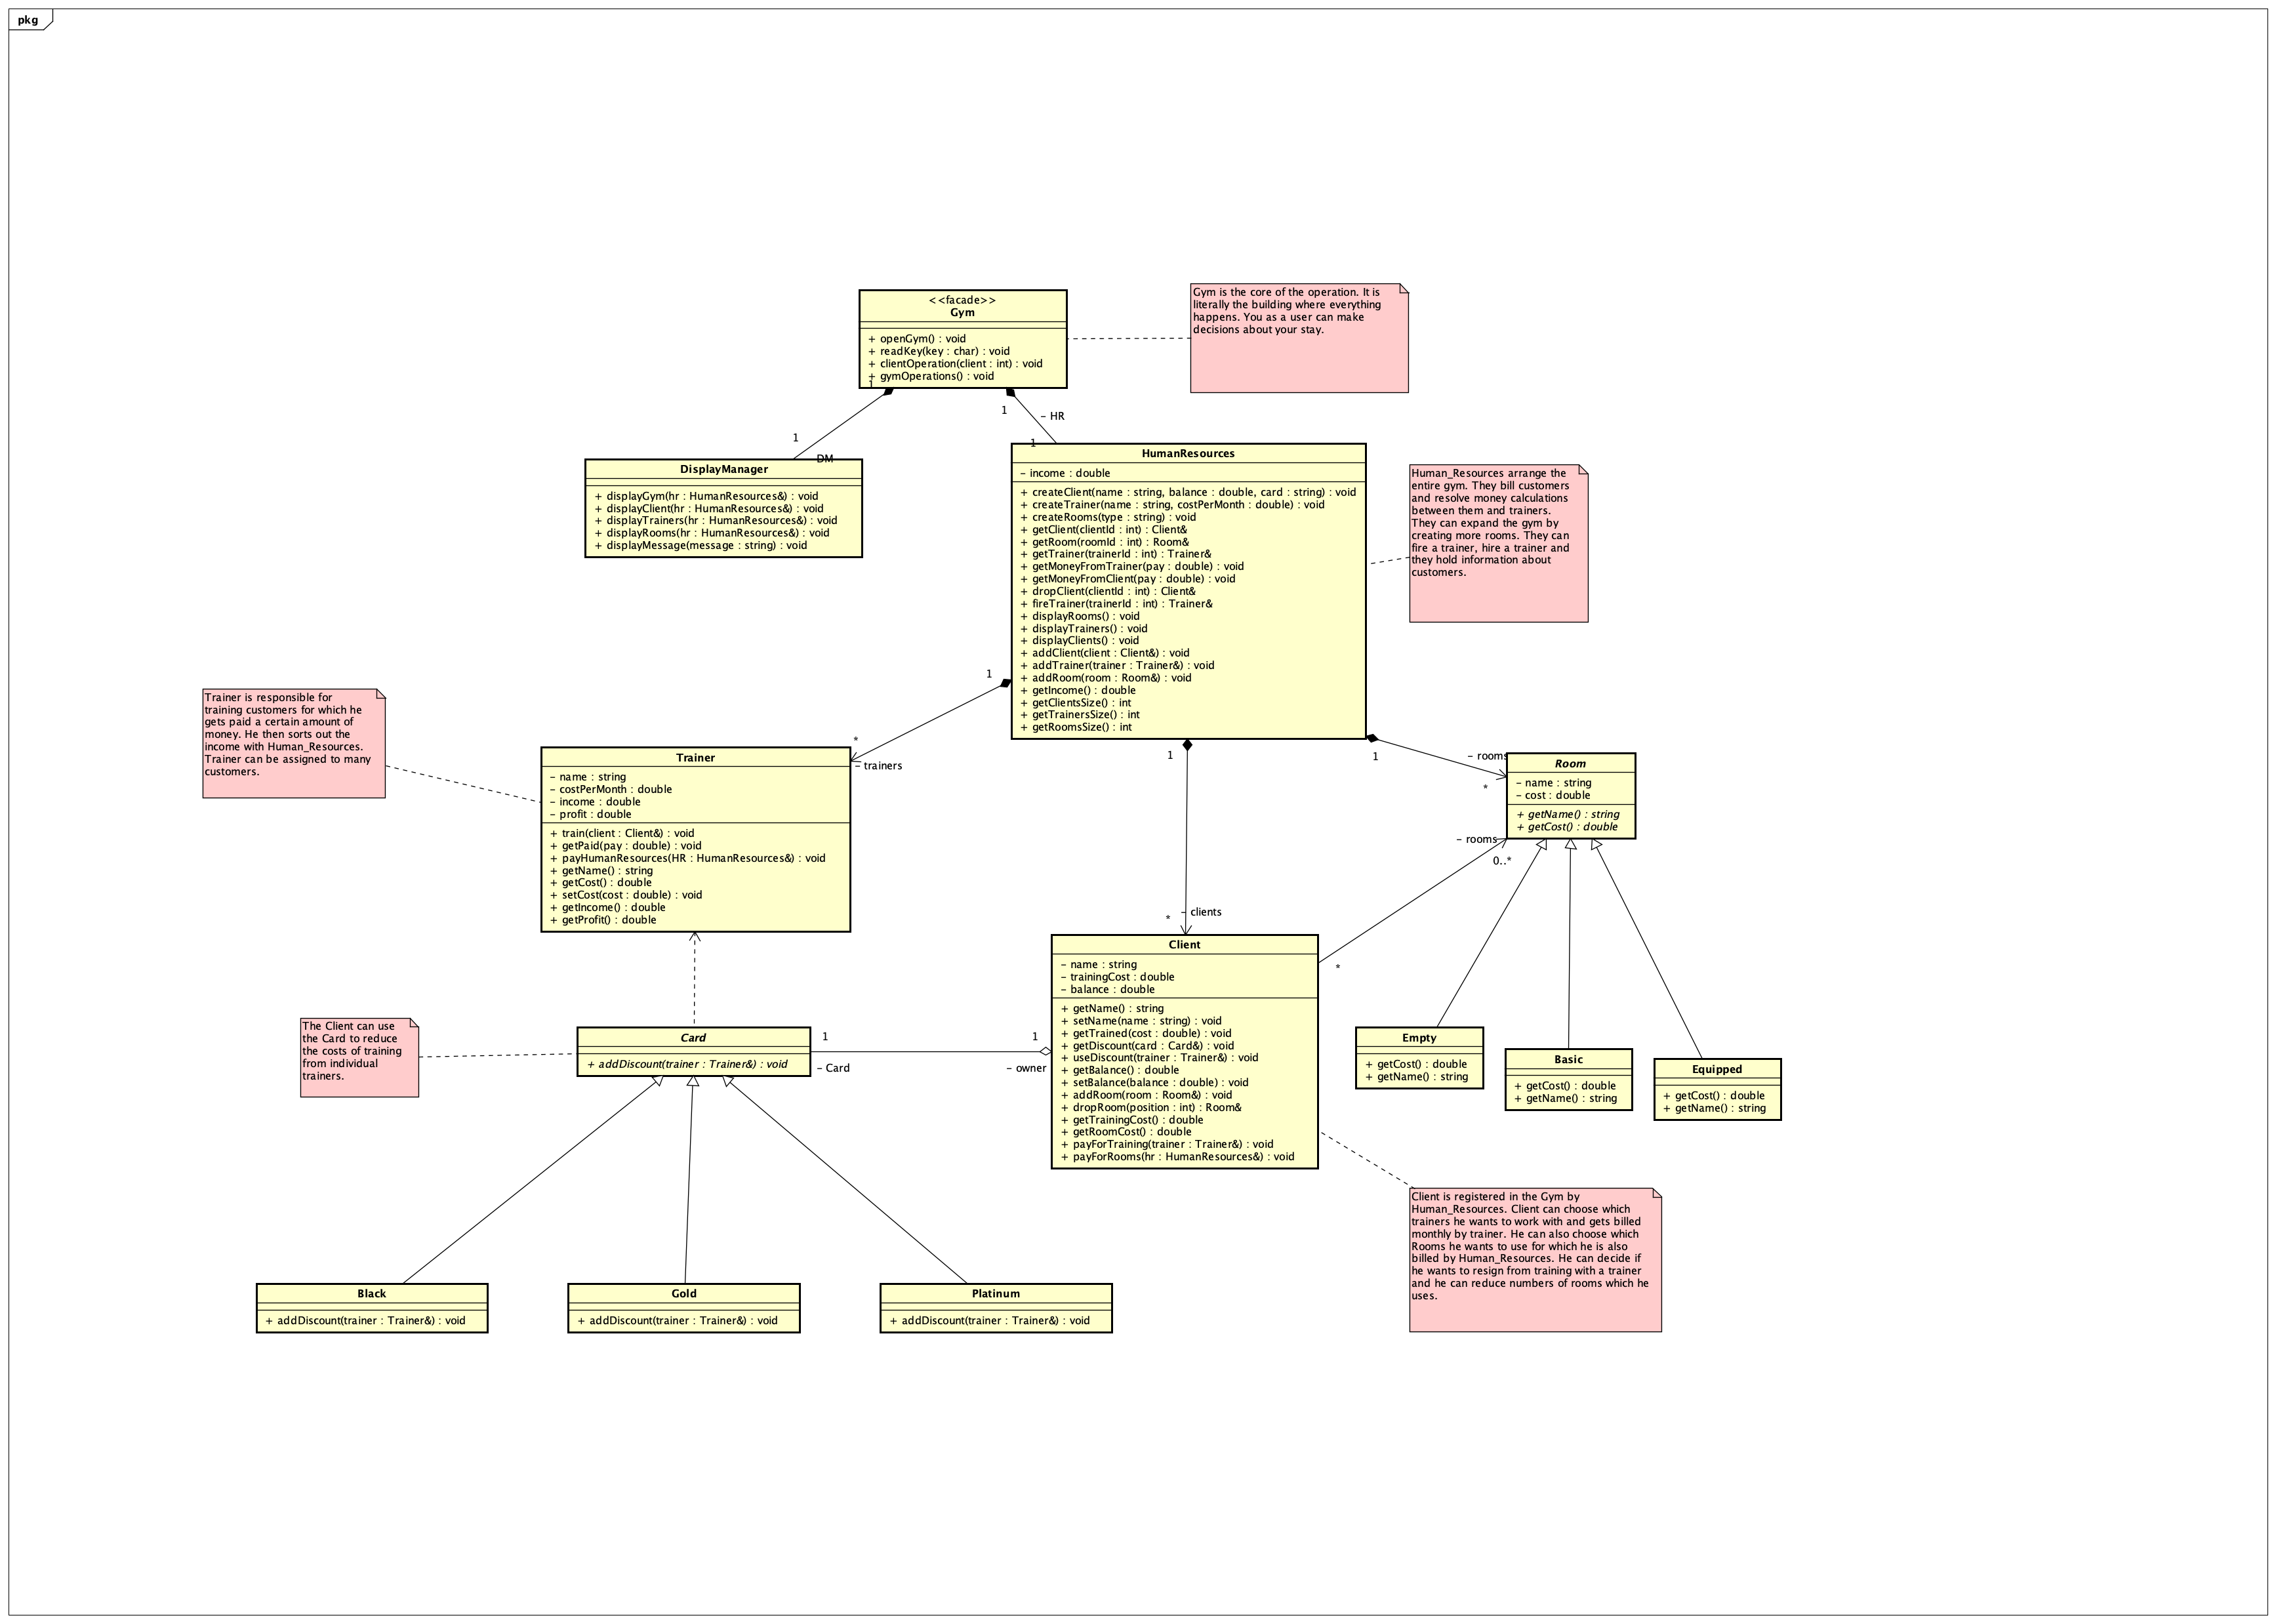 pkg
<<facade>>
Gym
+ openGym() : void
+ readKey(key : char) : void
+ clientOperation(client : int) : void
+ gymOperations() : void
Gym is the core of the operation. It is
literally the building where everything
happens. You as a user can make
decisions about your stay.
1
1
- HR
1
1
DM
DisplayManager
+ displayGym(hr : HumanResources&) : void
+ displayClient(hr : HumanResources&) : void
+ displayTrainers(hr : HumanResources&) : void
+ displayRooms(hr : HumanResources&) : void
+ displayMessage(message : string) : void
HumanResources
- income : double
+ createClient(name : string, balance : double, card : string) : void
+ createTrainer(name : string, costPerMonth : double) : void
+ createRooms(type : string) : void
+ getClient(clientId : int) : Client&
+ getRoom(roomId : int) : Room&
+ getTrainer(trainerId : int) : Trainer&
+ getMoneyFromTrainer(pay : double) : void
+ getMoneyFromClient(pay : double) : void
+ dropClient(clientId : int) : Client&
+ fireTrainer(trainerId : int) : Trainer&
+ displayRooms() : void
+ displayTrainers() : void
+ displayClients() : void
+ addClient(client : Client&) : void
+ addTrainer(trainer : Trainer&) : void
+ addRoom(room : Room&) : void
+ getIncome() : double
+ getClientsSize() : int
+ getTrainersSize() : int
+ getRoomsSize() : int
Human_Resources arrange the
entire gym. They bill customers
and resolve money calculations
between them and trainers.
They can expand the gym by
creating more rooms. They can
fire a trainer, hire a trainer and
they hold information about
customers.
1
*
- trainers
1
1
- rooms
*
Trainer is responsible for
training customers for which he
gets paid a certain amount of
money. He then sorts out the
income with Human_Resources.
Trainer can be assigned to many
customers.
Trainer
- name : string
- costPerMonth : double
- income : double
- profit : double
+ train(client : Client&) : void
+ getPaid(pay : double) : void
+ payHumanResources(HR : HumanResources&) : void
+ getName() : string
+ getCost() : double
+ setCost(cost : double) : void
+ getIncome() : double
+ getProfit() : double
Room
- name : string
- cost : double
+ getName() : string
+ getCost() : double
- rooms
0..*
* - clients
*
Client
- name : string
- trainingCost : double
- balance : double
+ getName() : string
+ setName(name : string) : void
+ getTrained(cost : double) : void
+ getDiscount(card : Card&) : void
+ useDiscount(trainer : Trainer&) : void
+ getBalance() : double
+ setBalance(balance : double) : void
+ addRoom(room : Room&) : void
+ dropRoom(position : int) : Room&
+ getTrainingCost() : double
+ getRoomCost() : double
+ payForTraining(trainer : Trainer&) : void
+ payForRooms(hr : HumanResources&) : void
The Client can use
the Card to reduce
the costs of training
from individual
trainers.
Card
+ addDiscount(trainer : Trainer&) : void
1
- Card
1
- owner
Empty
+ getCost() : double
+ getName() : string
Basic
+ getCost() : double
+ getName() : string
Equipped
+ getCost() : double
+ getName() : string
Client is registered in the Gym by
Human_Resources. Client can choose which
trainers he wants to work with and gets billed
monthly by trainer. He can also choose which
Rooms he wants to use for which he is also
billed by Human_Resources. He can decide if
he wants to resign from training with a trainer
and he can reduce numbers of rooms which he
uses.
Black
+ addDiscount(trainer : Trainer&) : void
Gold
+ addDiscount(trainer : Trainer&) : void
Platinum
+ addDiscount(trainer : Trainer&) : void